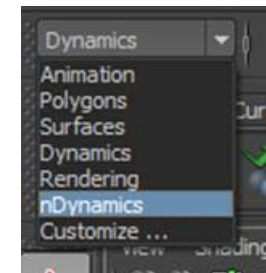 Dynamics
Animation
Polygons
Surfaces
Dynamics
Rendering
nDynamics
Customize ...